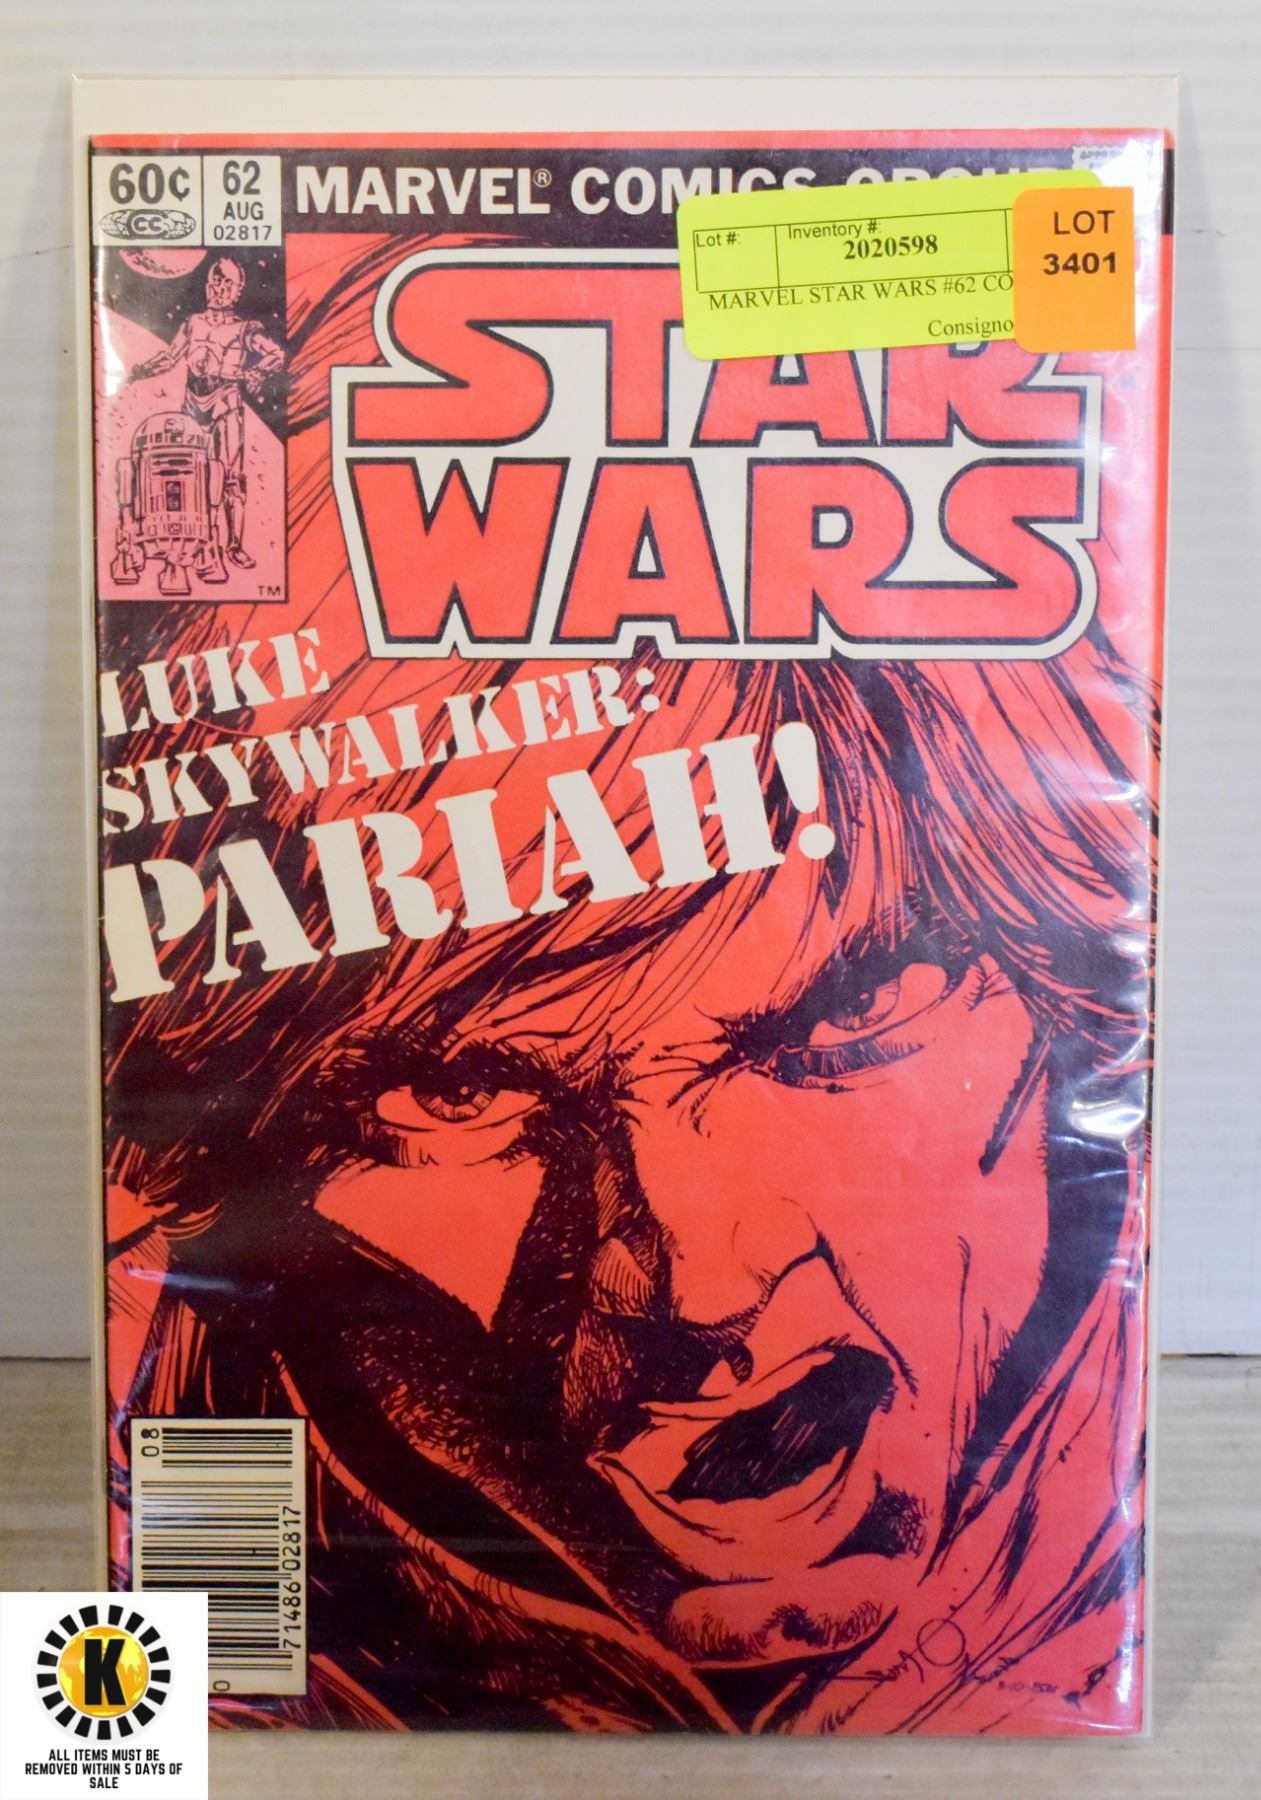 60¢
CC
62
AUG
02817
MARVEL® COMICS
Lot #:
Inventory #:
2020598
MARVEL STAR WARS #62 CO
Consigno
LOT
3401
STAR
WARS
TM
LUKE
SKYWALKER:
PARIAH!
08
71486 02817
0
K
ALL ITEMS MUST BE
REMOVED WITHIN 5 DAYS OF
SALE